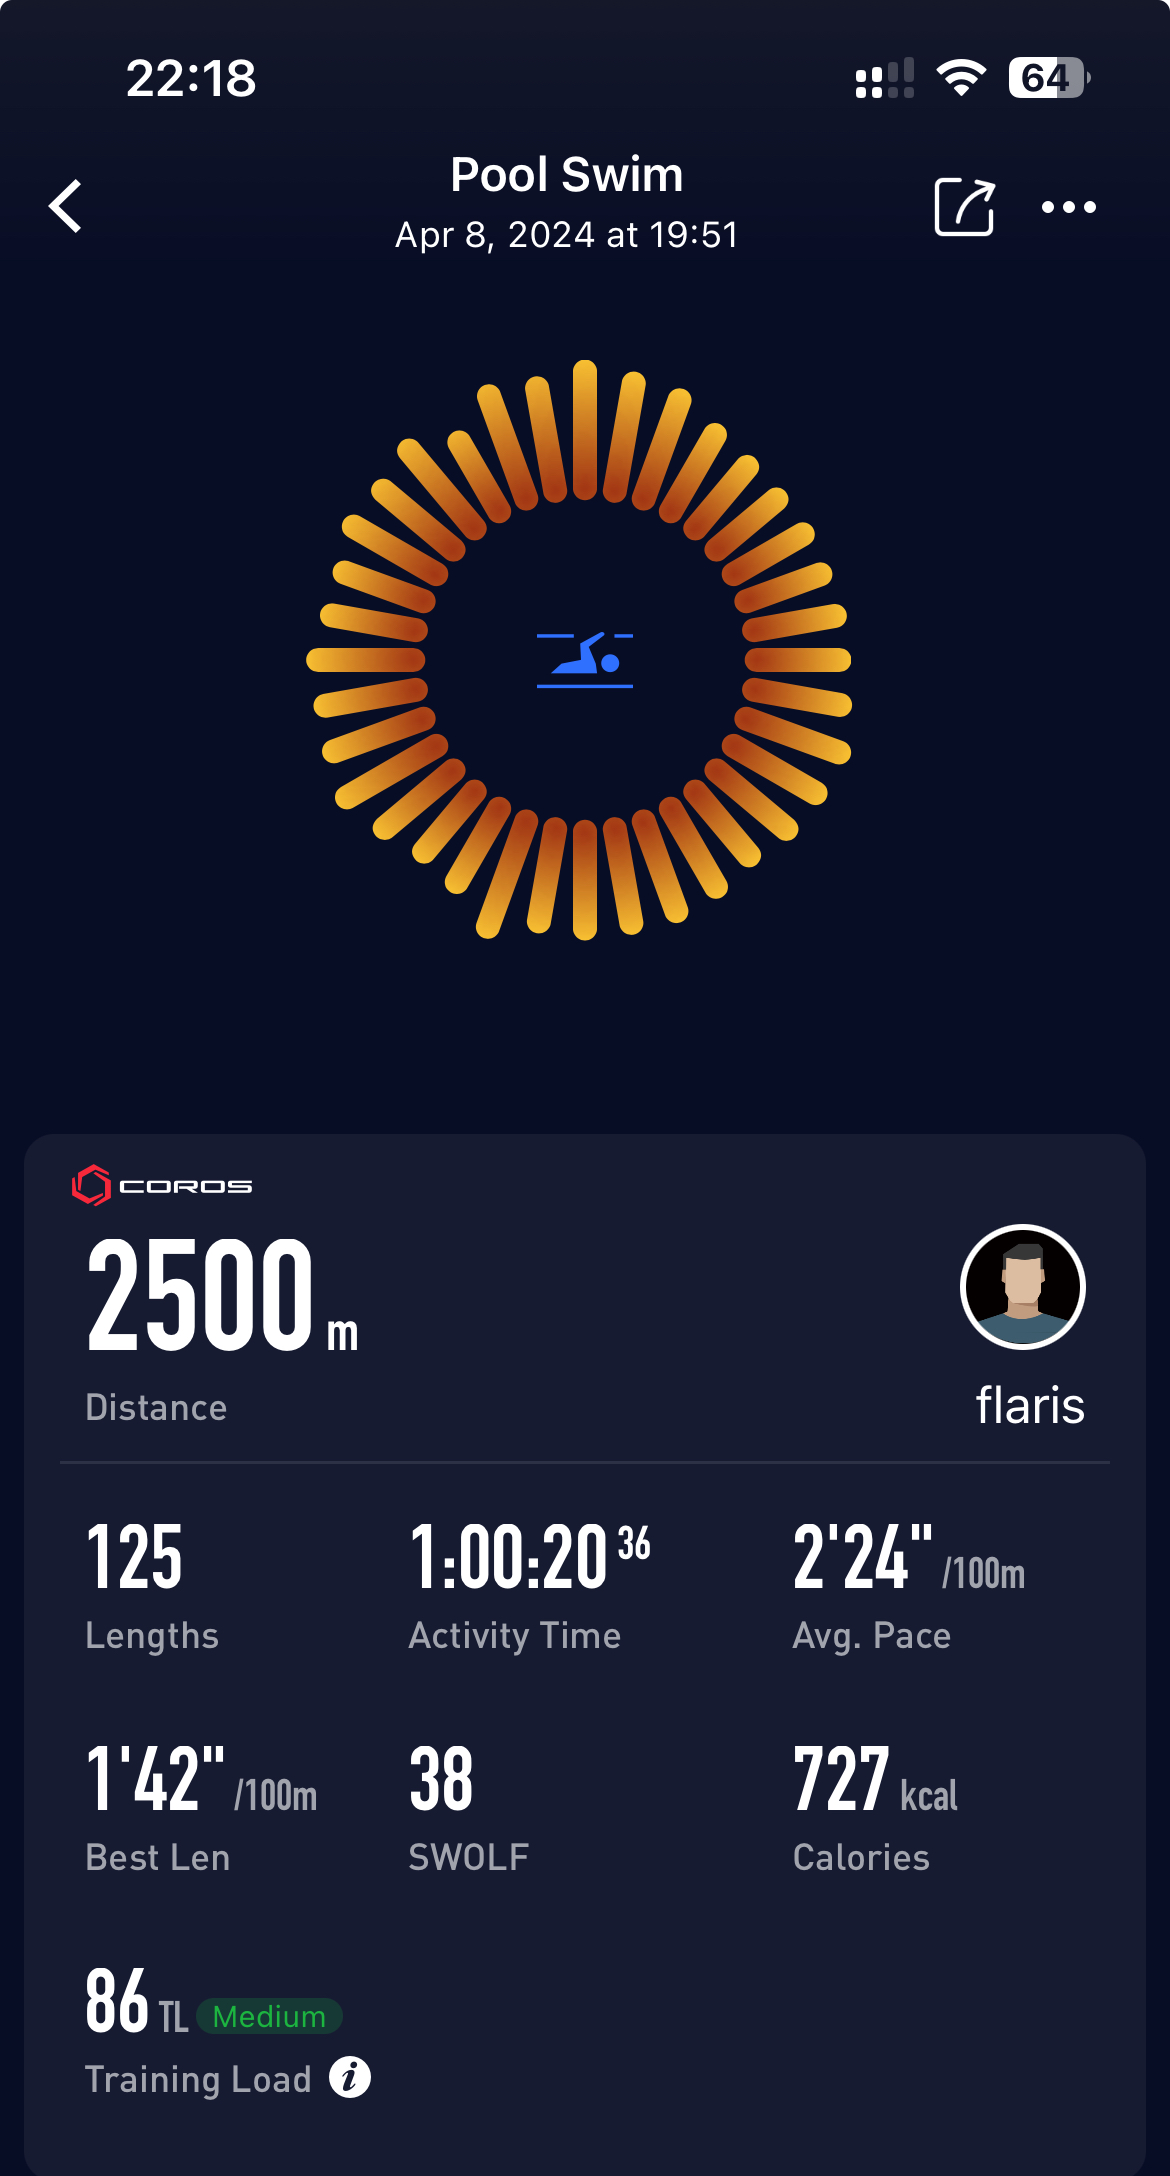 22:18
64
Pool Swim
Apr 8, 2024 at 19:51
COROS
2500 m
Distance
flaris
125
Lengths
1:00:20 36
Activity Time
2'24" /100m
Avg. Pace
1'42" /100m
Best Len
38
SWOLF
727 kcal
Calories
86 TL Medium
Training Load i